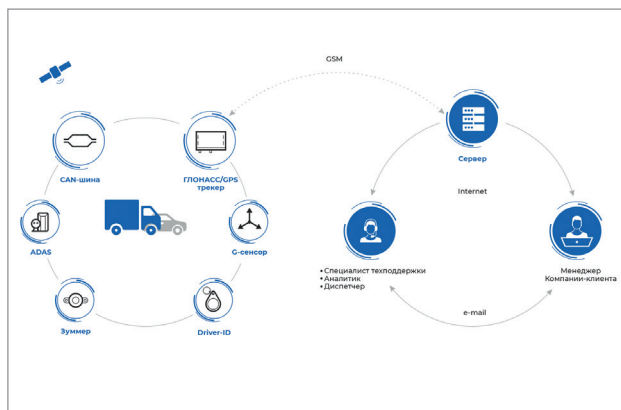 GSM
CAN-шина
ГЛОНАСС/GPS
трекер
Сервер
Internet
ADAS
G-сенсор
• Специалист техподдержки
• Аналитик
• Диспетчер
Менеджер
Компании-клиента
Зуммер
Driver-ID
e-mail